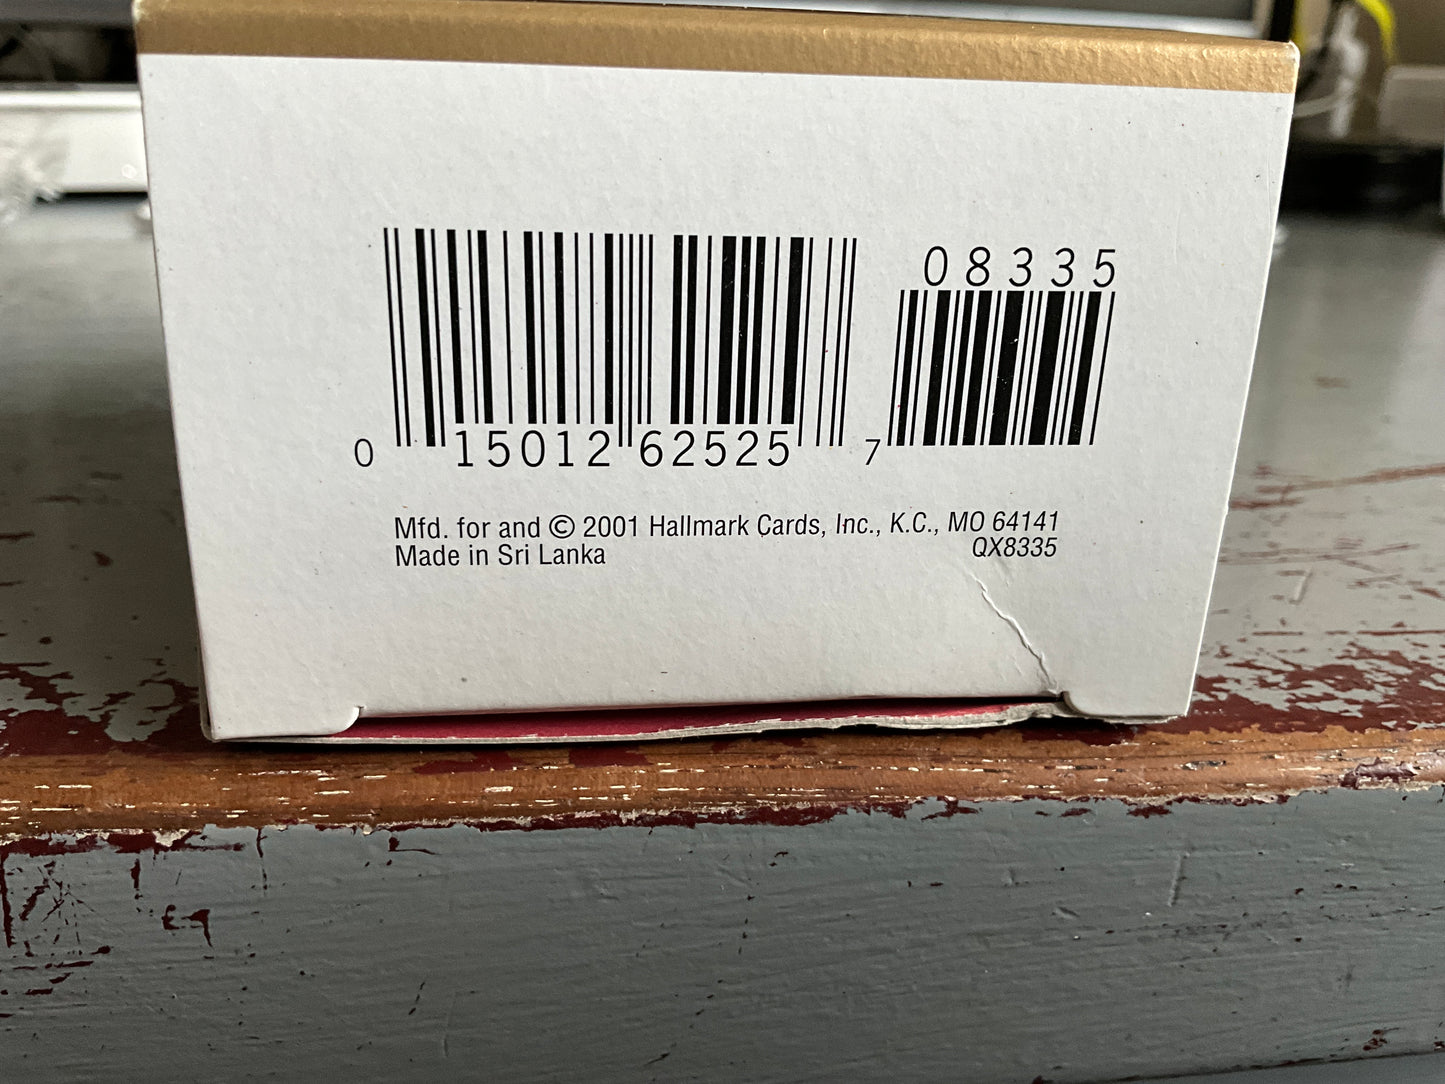 08335
0 15012 62525 7
Mfd. for and © 2001 Hallmark Cards, Inc., K.C., MO 64141
Made in Sri Lanka QX8335